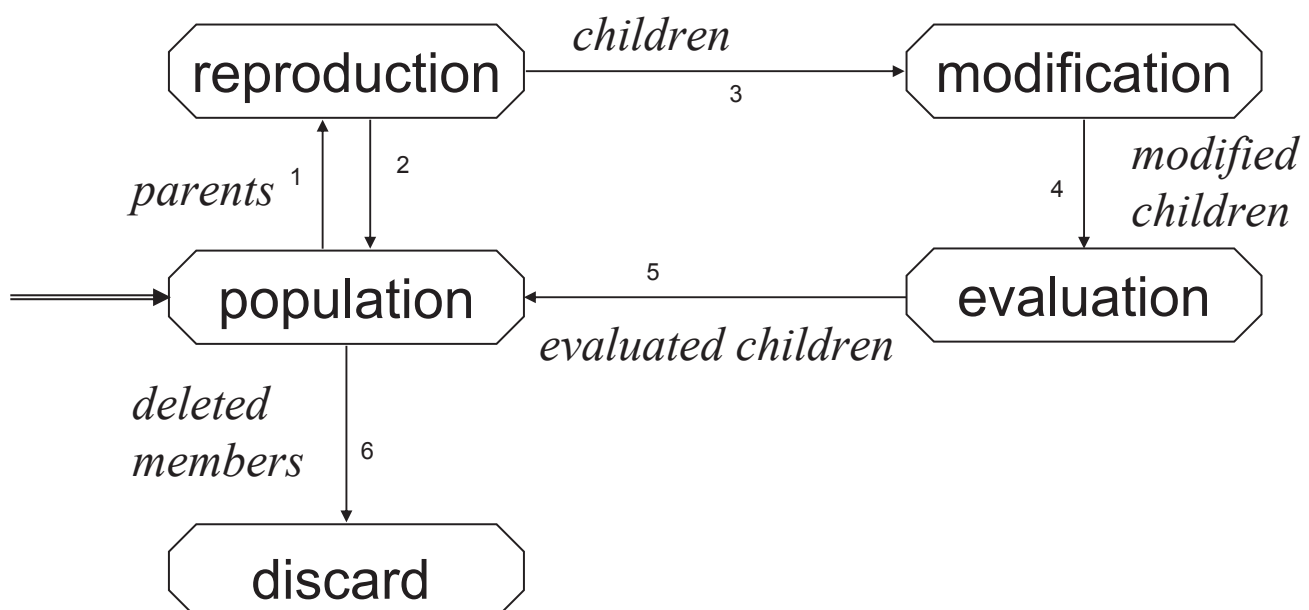 children
reproduction
modification
3
parents
1
2
4
modified
children
5
population
evaluation
evaluated children
deleted
members
6
discard